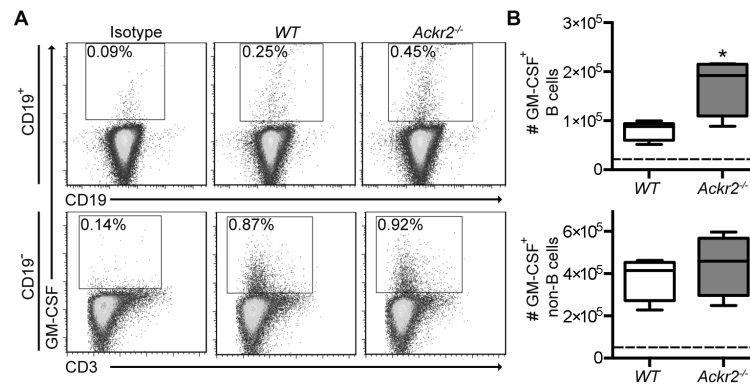 A
Isotype
WT
Ackr2-/-
CD19+
0.09%
0.25%
0.45%
CD19
CD19-
GM-CSF
0.14%
0.87%
0.92%
CD3
B
# GM-CSF+
B cells
3×10^5
2×10^5
1×10^5
0
*
WT
Ackr2-/-
# GM-CSF+
non-B cells
6×10^5
4×10^5
2×10^5
0
WT
Ackr2-/-